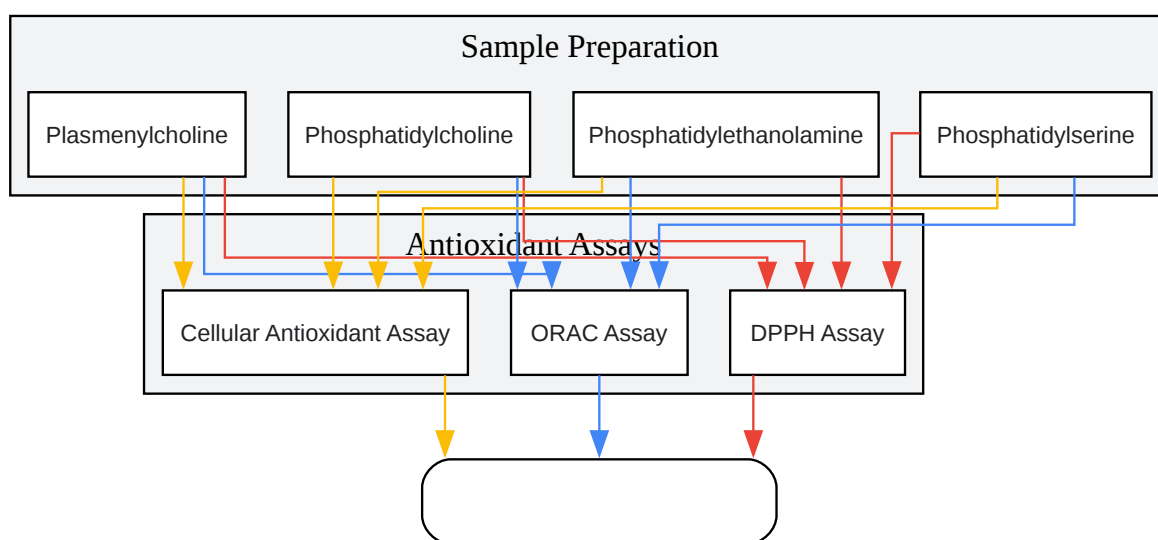 Sample Preparation
Plasmenylcholine
Phosphatidylcholine
Phosphatidylethanolamine
Phosphatidylserine
Antioxidant Assays
Cellular Antioxidant Assay
ORAC Assay
DPPH Assay